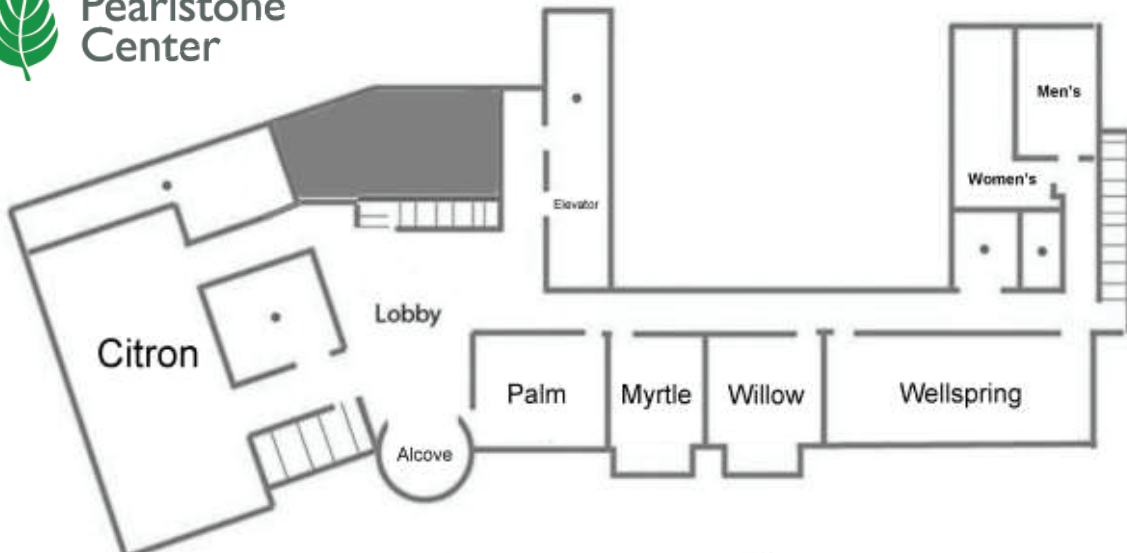 Pearlstone
Center
Men's
Women's
Elevator
Lobby
Citron
Palm
Myrtle
Willow
Wellspring
Alcove